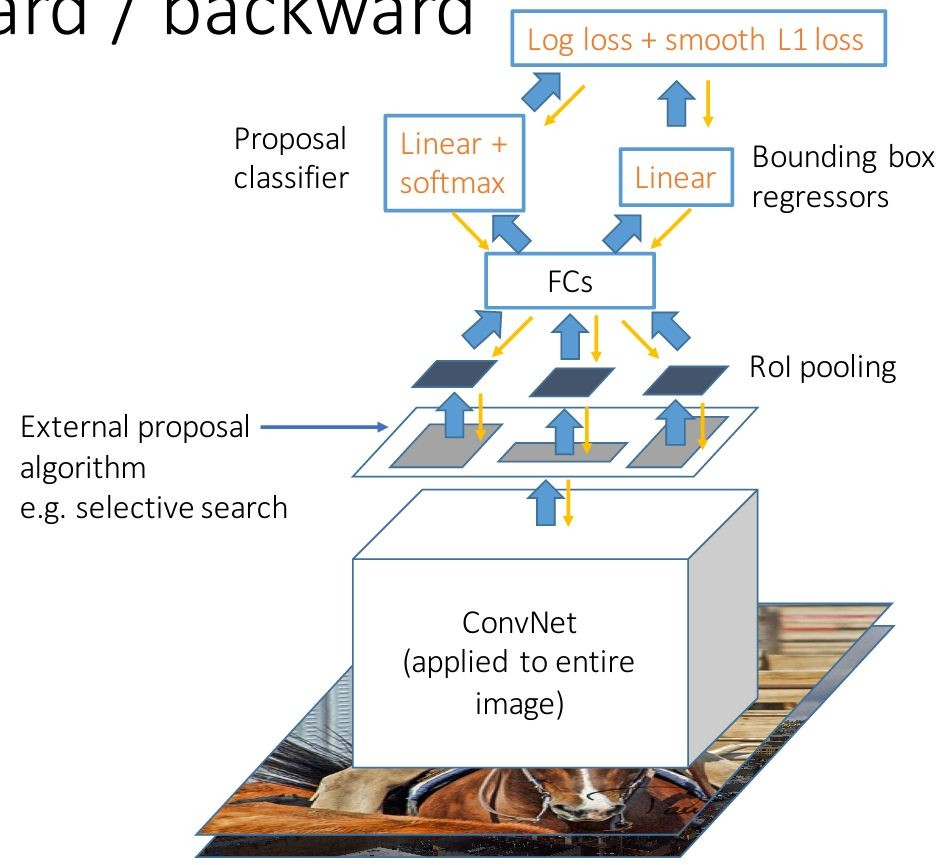 / backward
Log loss + smooth L1 loss
Proposal
classifier
Linear +
softmax
Linear
Bounding box
regressors
FCs
RoI pooling
External proposal
algorithm
e.g. selective search
ConvNet
(applied to entire
image)